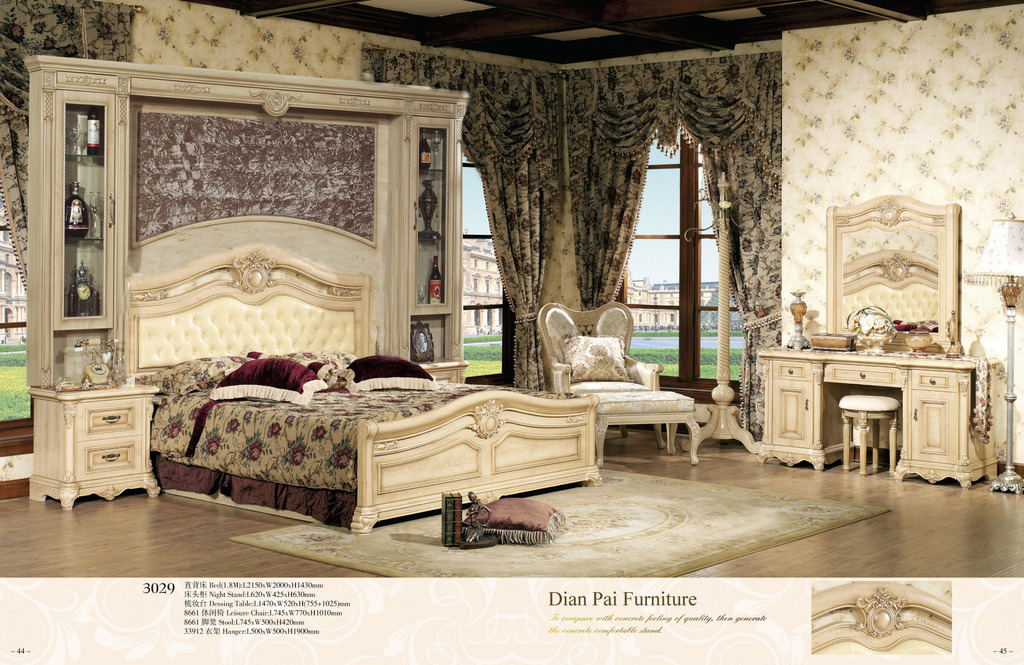 3029
直背床 Bed(1.8M):L2150xW2000xH1430mm
床头柜 Night Stand:L620xW425xH630mm
梳妆台 Dessing Table:L1470xW520xH(755+1025)mm
8661 休闲椅 Leisure Chair:L745xW770xH1010mm
8661 脚凳 Stool:L745xW500xH420mm
33912 衣架 Hanger:L500xW500xH1900mm
Dian Pai Furniture
To compare with concrete feeling of quality, then generate
the concrete comfortable stand.
- 44 -
- 45 -